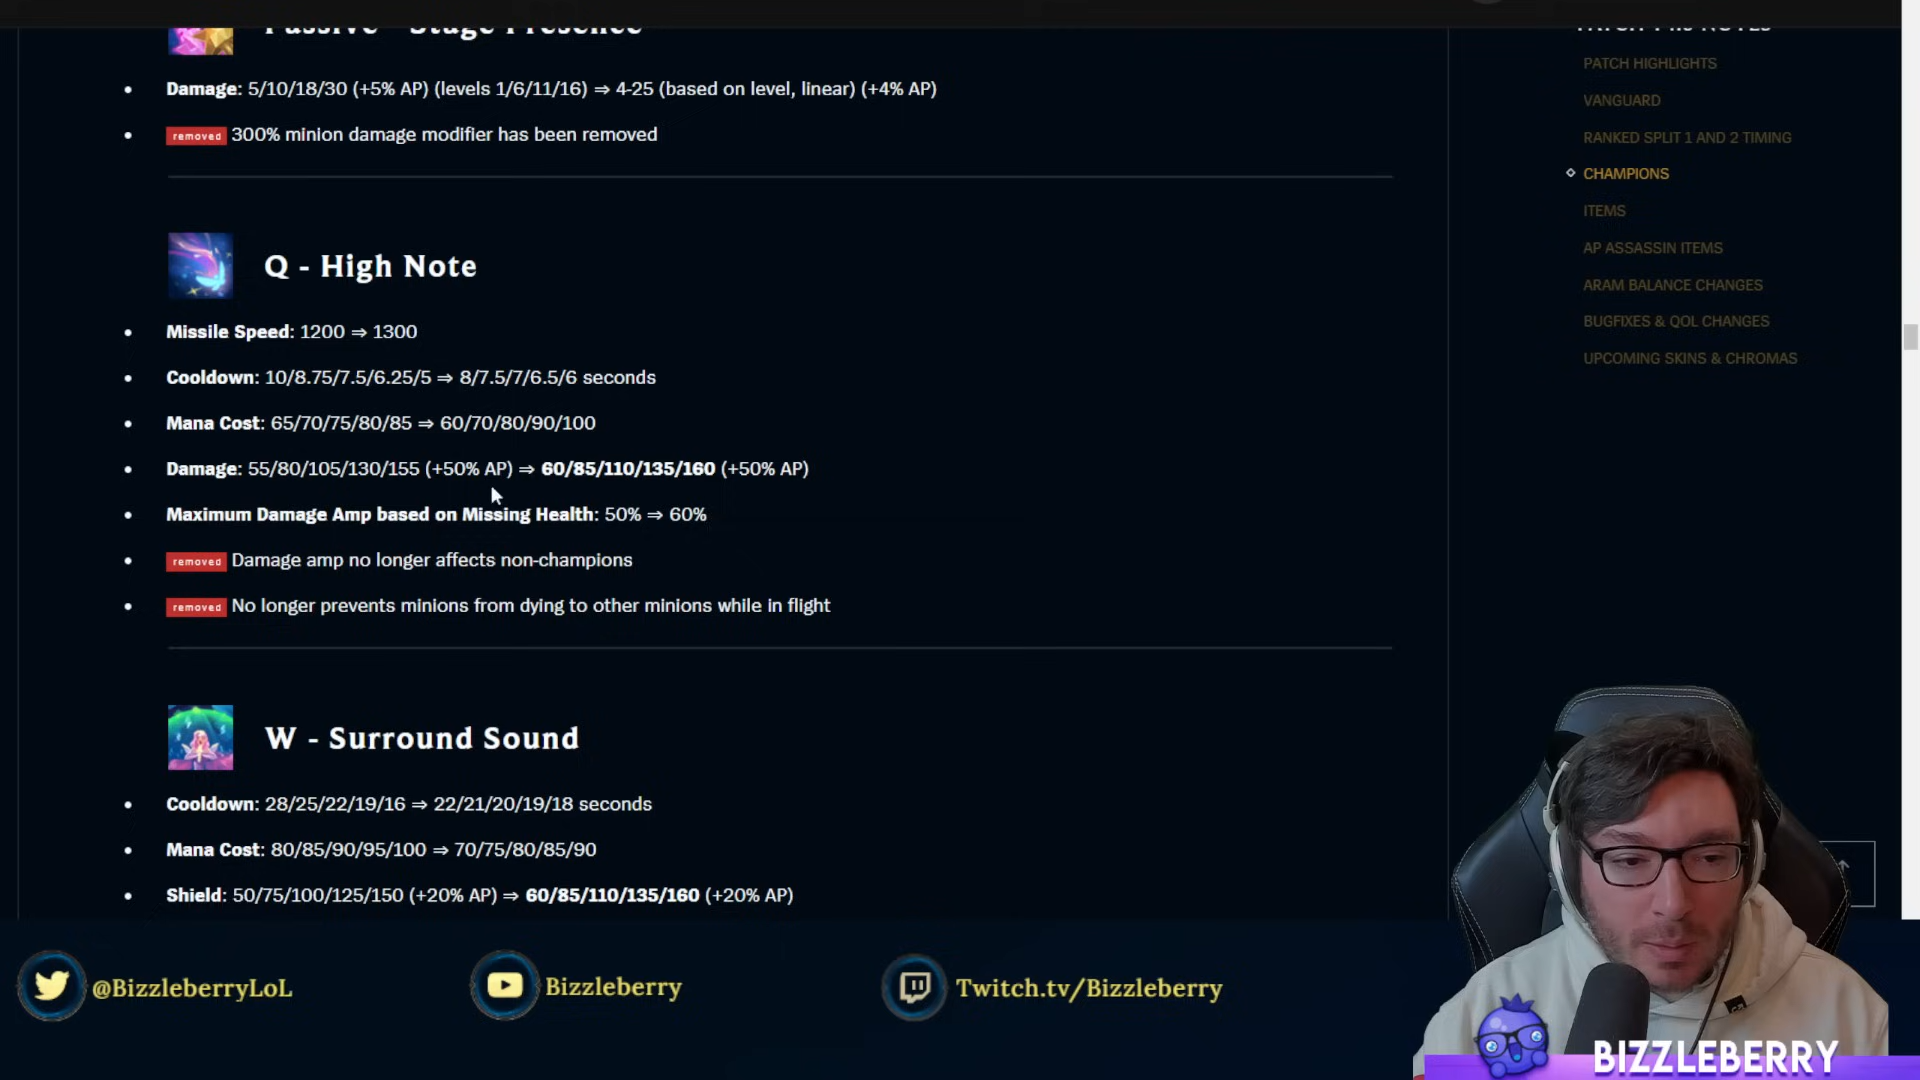 Passive - Stage Presence
PATCH 14.5 NOTES
Damage: 5/10/18/30 (+5% AP) (levels 1/6/11/16) ⇒ 4-25 (based on level, linear) (+4% AP)
removed 300% minion damage modifier has been removed
Q - High Note
Missile Speed: 1200 ⇒ 1300
Cooldown: 10/8.75/7.5/6.25/5 ⇒ 8/7.5/7/6.5/6 seconds
Mana Cost: 65/70/75/80/85 ⇒ 60/70/80/90/100
Damage: 55/80/105/130/155 (+50% AP) ⇒ 60/85/110/135/160 (+50% AP)
Maximum Damage Amp based on Missing Health: 50% ⇒ 60%
removed Damage amp no longer affects non-champions
removed No longer prevents minions from dying to other minions while in flight
W - Surround Sound
Cooldown: 28/25/22/19/16 ⇒ 22/21/20/19/18 seconds
Mana Cost: 80/85/90/95/100 ⇒ 70/75/80/85/90
Shield: 50/75/100/125/150 (+20% AP) ⇒ 60/85/110/135/160 (+20% AP)
PATCH HIGHLIGHTS
VANGUARD
RANKED SPLIT 1 AND 2 TIMING
CHAMPIONS
ITEMS
AP ASSASSIN ITEMS
ARAM BALANCE CHANGES
BUGFIXES & QOL CHANGES
UPCOMING SKINS & CHROMAS
@BizzleberryLoL
Bizzleberry
Twitch.tv/Bizzleberry
BIZZLEBERRY